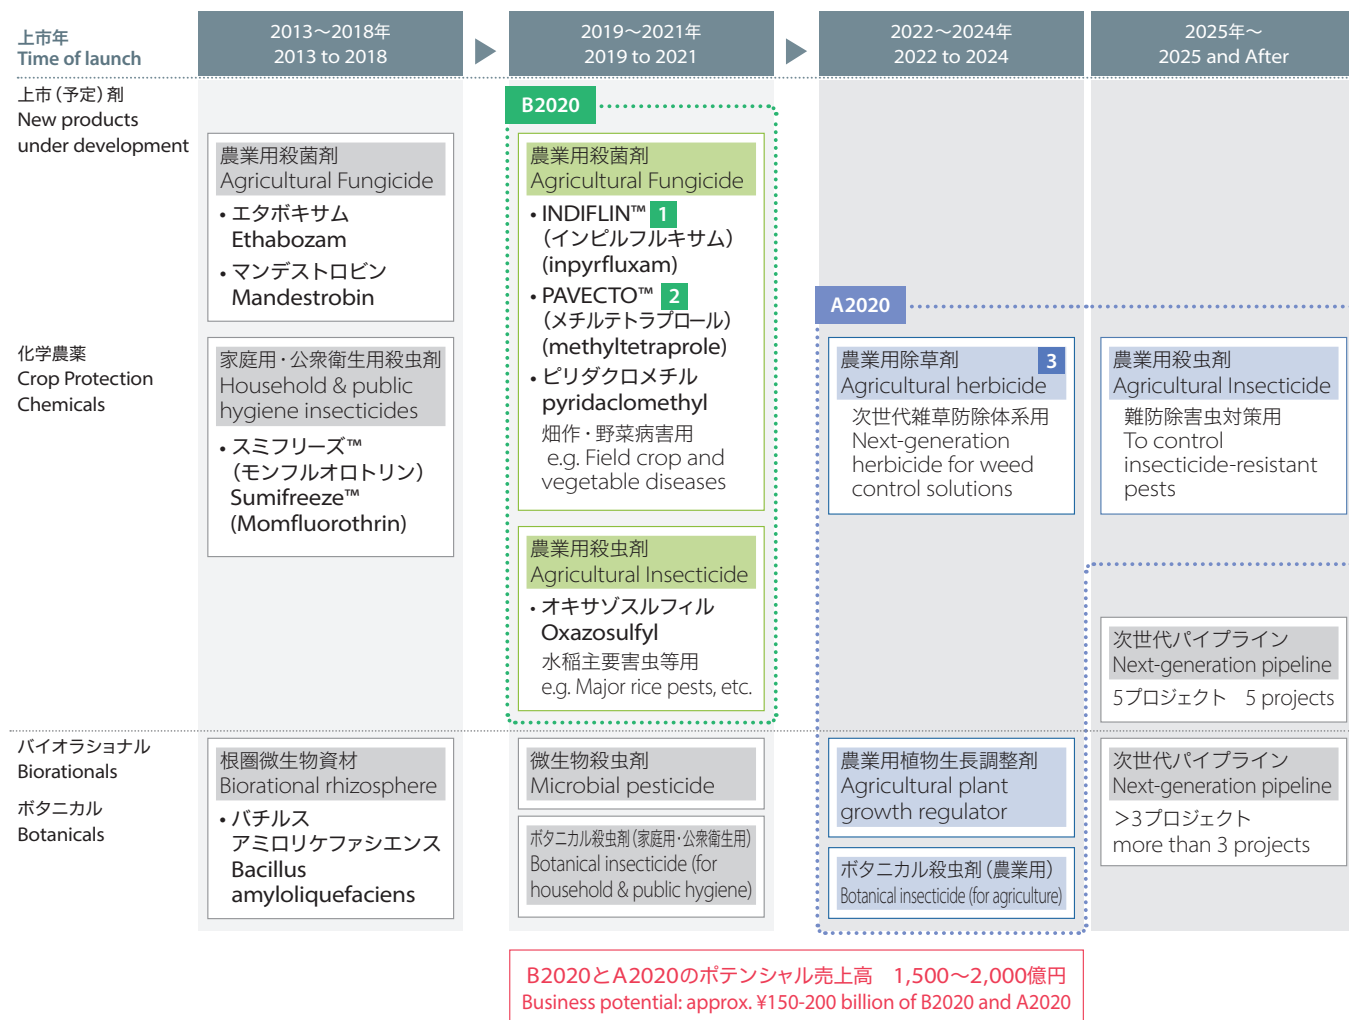 上市年
Time of launch
2013～2018年
2013 to 2018
2019～2021年
2019 to 2021
2022～2024年
2022 to 2024
2025年～
2025 and After
上市（予定）剤
New products
under development
化学農薬
Crop Protection
Chemicals
農業用殺菌剤
Agricultural Fungicide
• エタボキサム
Ethabozam
• マンデストロビン
Mandestrobin
家庭用・公衆衛生用殺虫剤
Household & public
hygiene insecticides
• スミフリーズ™
（モンフルオロトリン）
Sumifreeze™
(Momfluorothrin)
B2020
農業用殺菌剤
Agricultural Fungicide
• INDIFLIN™ 1
（インピルフルキサム）
(inpyrfluxam)
• PAVECTO™ 2
（メチルテトラプロール）
(methyltetraprole)
• ピリダクロメチル
pyridaclomethyl
畑作・野菜病害用
e.g. Field crop and
vegetable diseases
農業用殺虫剤
Agricultural Insecticide
• オキサゾスルフィル
Oxazosulfyl
水稲主要害虫等用
e.g. Major rice pests, etc.
A2020
農業用除草剤 3
Agricultural herbicide
次世代雑草防除体系用
Next-generation
herbicide for weed
control solutions
農業用殺虫剤
Agricultural Insecticide
難防除害虫対策用
To control
insecticide-resistant
pests
次世代パイプライン
Next-generation pipeline
5プロジェクト 5 projects
バイオラショナル
Biorationals
ボタニカル
Botanicals
根圏微生物資材
Biorational rhizosphere
• バチルス
アミロリケファシエンス
Bacillus
amyloliquefaciens
微生物殺虫剤
Microbial pesticide
ボタニカル殺虫剤（家庭用・公衆衛生用）
Botanical insecticide (for
household & public hygiene)
農業用植物生長調整剤
Agricultural plant
growth regulator
ボタニカル殺虫剤（農業用）
Botanical insecticide (for agriculture)
次世代パイプライン
Next-generation pipeline
＞3プロジェクト
more than 3 projects
B2020とA2020のポテンシャル売上高 1,500～2,000億円
Business potential: approx. ¥150-200 billion of B2020 and A2020